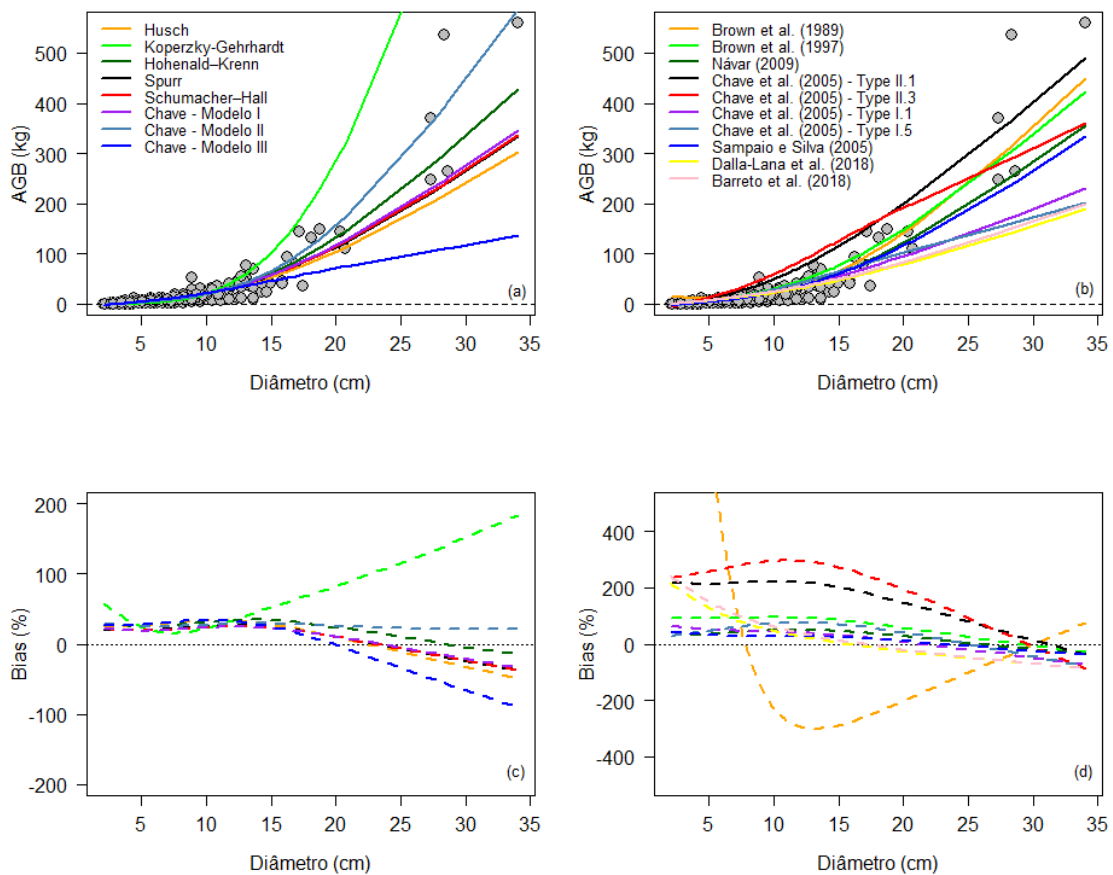 Husch
Koperzky-Gehrhardt
Hohenald–Krenn
Spurr
Schumacher–Hall
Chave - Modelo I
Chave - Modelo II
Chave - Modelo III
AGB (kg)
500
400
300
200
100
0
(a)
5 10 15 20 25 30 35
Diâmetro (cm)
Brown et al. (1989)
Brown et al. (1997)
Návar (2009)
Chave et al. (2005) - Type II.1
Chave et al. (2005) - Type II.3
Chave et al. (2005) - Type I.1
Chave et al. (2005) - Type I.5
Sampaio e Silva (2005)
Dalla-Lana et al. (2018)
Barreto et al. (2018)
AGB (kg)
500
400
300
200
100
0
(b)
5 10 15 20 25 30 35
Diâmetro (cm)
Bias (%)
200
100
0
-100
-200
(c)
5 10 15 20 25 30 35
Diâmetro (cm)
Bias (%)
400
200
0
-200
-400
(d)
5 10 15 20 25 30 35
Diâmetro (cm)